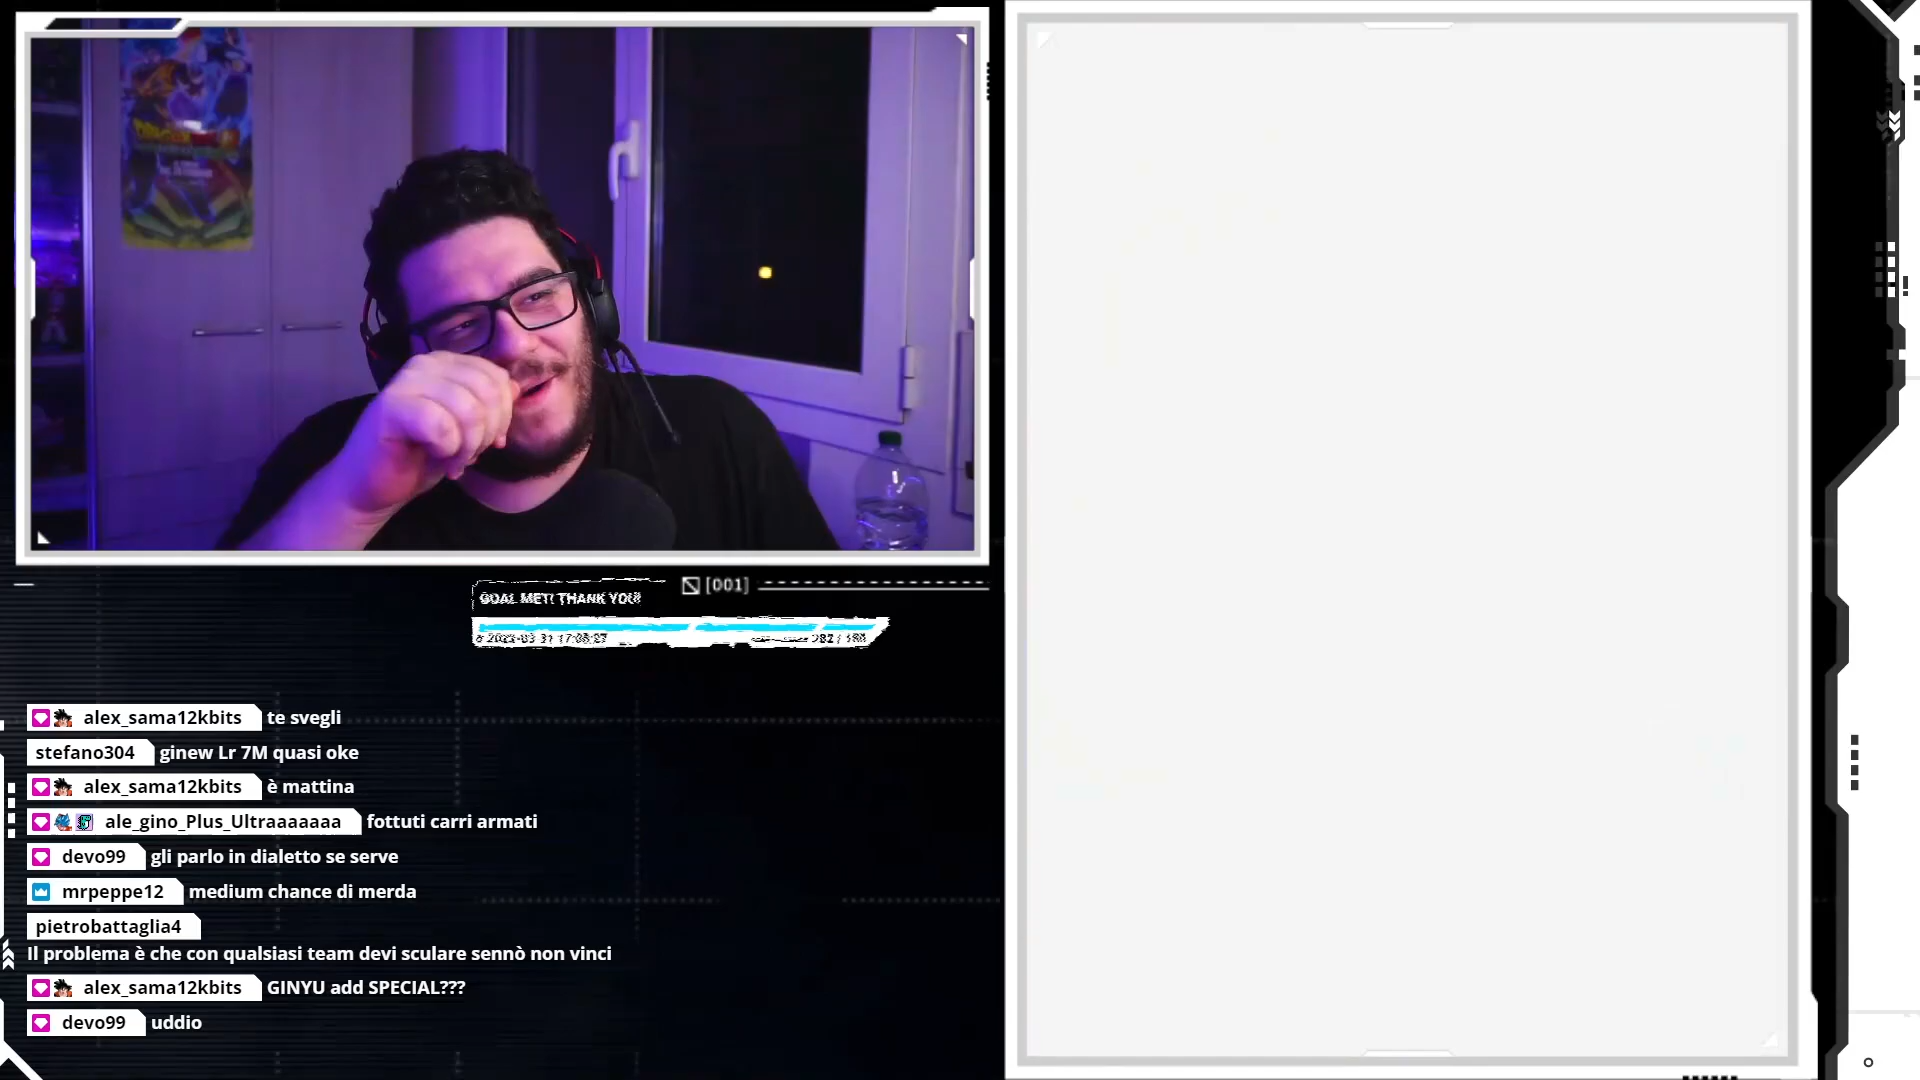 DRAGON
[001]
GOAL MET! THANK YOU!
alex_sama12kbits te svegli
stefano304 ginew Lr 7M quasi oke
alex_sama12kbits è mattina
ale_gino_Plus_Ultraaaaaaa fottuti carri armati
devo99 gli parlo in dialetto se serve
mrpeppe12 medium chance di merda
pietrobattaglia4
Il problema è che con qualsiasi team devi sculare sennò non vinci
alex_sama12kbits GINYU add SPECIAL???
devo99 uddio